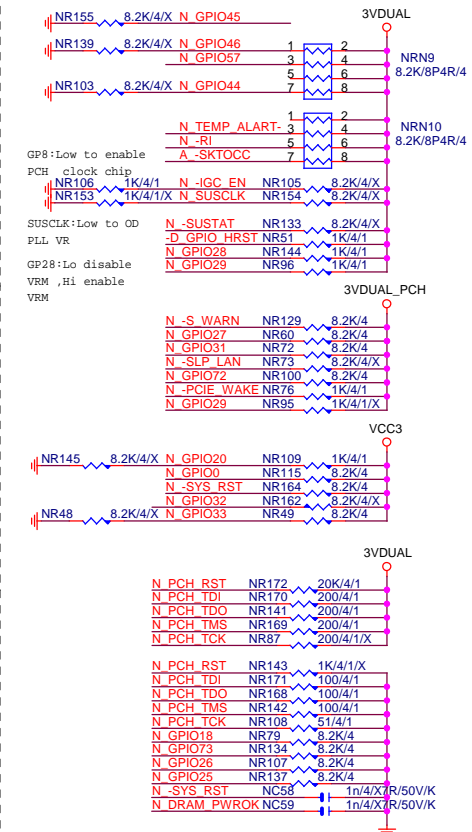 3VDUAL
NR155 8.2K/4/X N_GPIO45
NR139 8.2K/4/X N_GPIO46 1 2
N_GPIO57 3 4
5 6
NR103 8.2K/4/X N_GPIO44 7 8
NRN9
8.2K/8P4R/4
1 2
N_TEMP_ALART- 3 4
N_-RI 5 6
A_-SKTOCC 7 8
NRN10
8.2K/8P4R/4
GP8:Low to enable
PCH clock chip
NR106 1K/4/1 N_-IGC_EN NR105 8.2K/4/X
NR153 1K/4/1/X N_SUSCLK NR154 8.2K/4/X
SUSCLK:Low to OD
PLL VR
GP28:Lo disable
VRM ,Hi enable
VRM
N_-SUSTAT NR133 8.2K/4/X
-D_GPIO_HRST NR51 1K/4/1
N_GPIO28 NR144 1K/4/1
N_GPIO29 NR96 1K/4/1
3VDUAL_PCH
N_-S_WARN NR129 8.2K/4
N_GPIO27 NR60 8.2K/4
N_GPIO31 NR72 8.2K/4
N_-SLP_LAN NR73 8.2K/4/X
N_GPIO72 NR100 8.2K/4
N_-PCIE_WAKE NR76 1K/4/1
N_GPIO29 NR95 1K/4/1/X
VCC3
NR145 8.2K/4/X N_GPIO20 NR109 1K/4/1
N_GPIO0 NR115 8.2K/4
N_-SYS_RST NR164 8.2K/4
N_GPIO32 NR162 8.2K/4/X
NR48 8.2K/4/X N_GPIO33 NR49 8.2K/4
3VDUAL
N_PCH_RST NR172 20K/4/1
N_PCH_TDI NR170 200/4/1
N_PCH_TDO NR141 200/4/1
N_PCH_TMS NR169 200/4/1
N_PCH_TCK NR87 200/4/1/X
N_PCH_RST NR143 1K/4/1/X
N_PCH_TDI NR171 100/4/1
N_PCH_TDO NR168 100/4/1
N_PCH_TMS NR142 100/4/1
N_PCH_TCK NR108 51/4/1
N_GPIO18 NR79 8.2K/4
N_GPIO73 NR134 8.2K/4
N_GPIO26 NR107 8.2K/4
N_GPIO25 NR137 8.2K/4
N_-SYS_RST NC58 1n/4/X7R/50V/K
N_DRAM_PWROK NC59 1n/4/X7R/50V/K